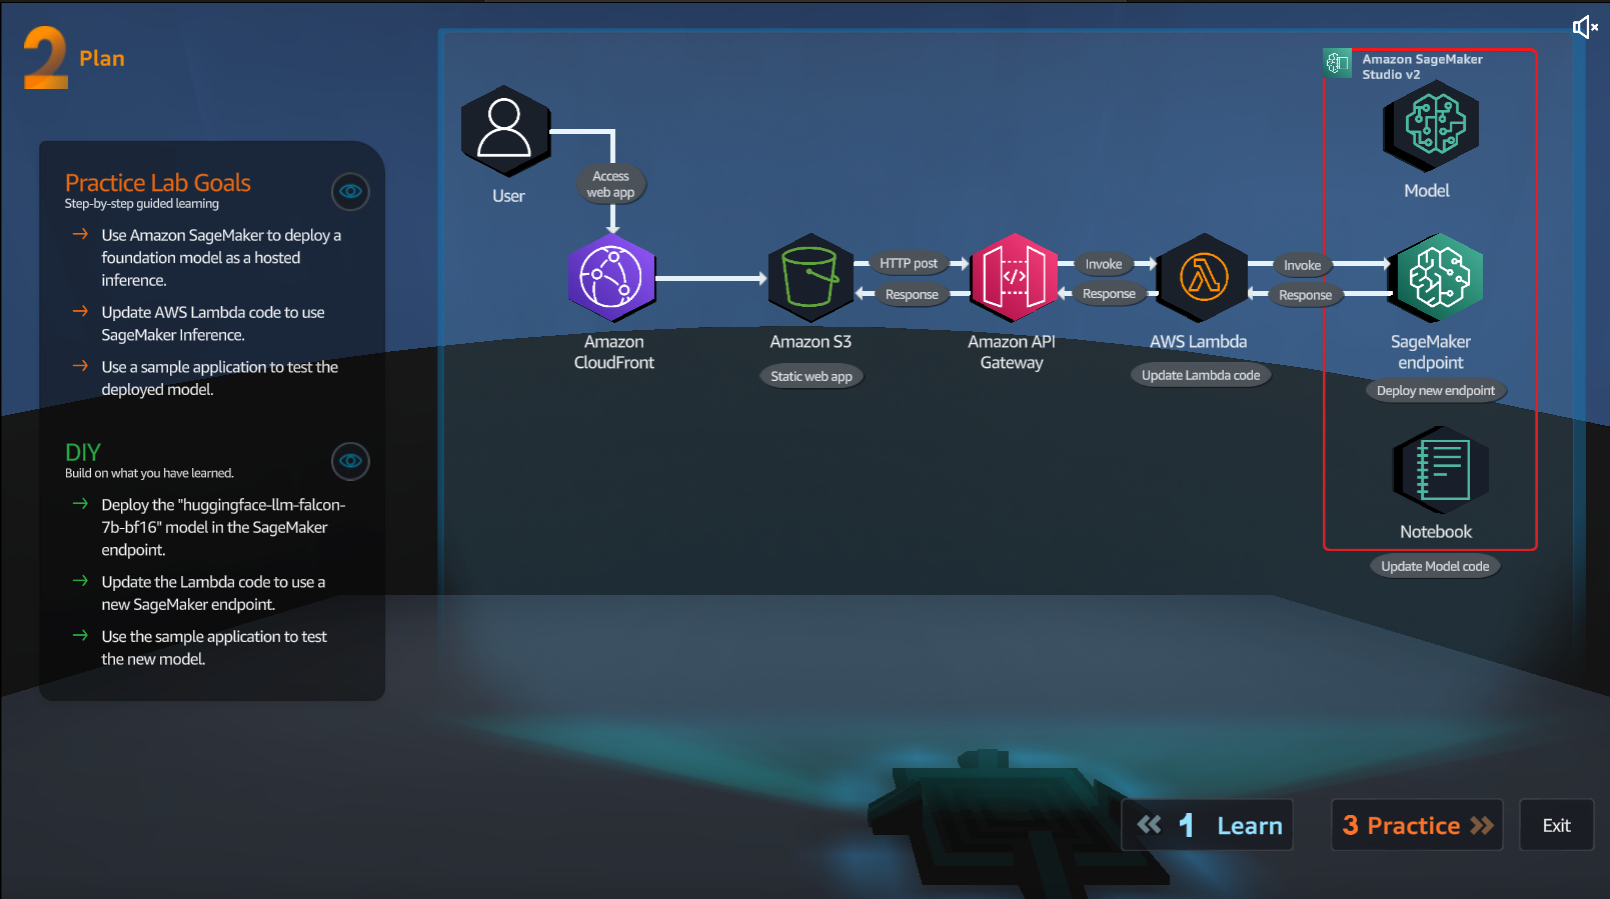 2 Plan
Practice Lab Goals
Step-by-step guided learning
Use Amazon SageMaker to deploy a
foundation model as a hosted
inference.
Update AWS Lambda code to use
SageMaker Inference.
Use a sample application to test the
deployed model.
DIY
Build on what you have learned.
Deploy the "huggingface-llm-falcon-
7b-bf16" model in the SageMaker
endpoint.
Update the Lambda code to use a
new SageMaker endpoint.
Use the sample application to test
the new model.
User
Access
web app
Amazon
CloudFront
Amazon S3
Static web app
HTTP post
Response
Amazon API
Gateway
Invoke
Response
AWS Lambda
Update Lambda code
Invoke
Response
Amazon SageMaker
Studio v2
Model
SageMaker
endpoint
Deploy new endpoint
Notebook
Update Model code
1 Learn
3 Practice
Exit